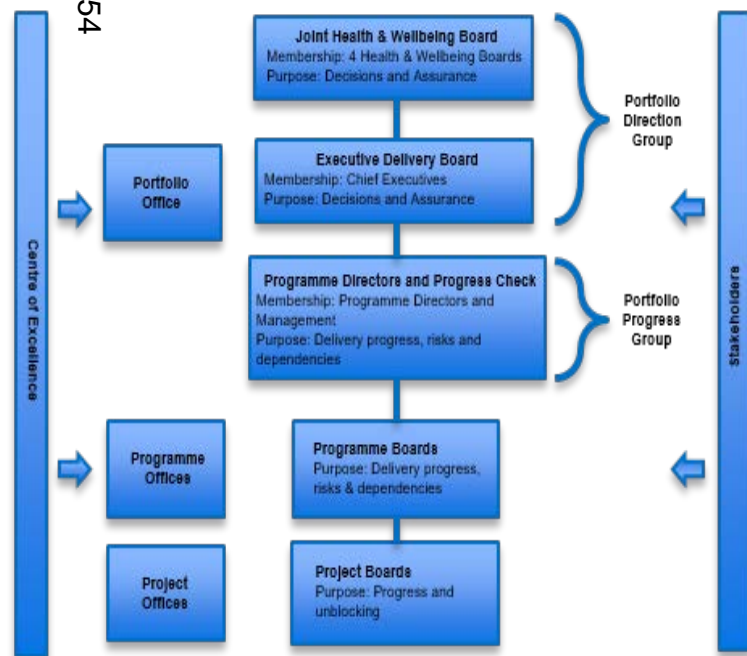 54
Joint Health & Wellbeing Board
Membership: 4 Health & Wellbeing Boards
Purpose: Decisions and Assurance
Portfolio
Direction
Group
Portfolio
Office
Executive Delivery Board
Membership: Chief Executives
Purpose: Decisions and Assurance
Centre of Excellence
Stakeholders
Programme Directors and Progress Check
Membership: Programme Directors and
Management
Purpose: Delivery progress, risks and
dependencies
Portfolio
Progress
Group
Programme
Offices
Programme Boards
Purpose: Delivery progress,
risks & dependencies
Project
Offices
Project Boards
Purpose: Progress and
unblocking